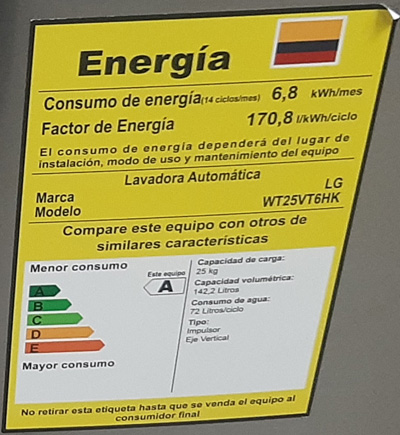 Energía
Consumo de energía(14 ciclos/mes) 6,8 kWh/mes
Factor de Energía 170,8 l/kWh/ciclo
El consumo de energía dependerá del lugar de
instalación, modo de uso y mantenimiento del equipo
Lavadora Automática
Marca LG
Modelo WT25VT6HK
Compare este equipo con otros de
similares características
Menor consumo
Este equipo
A
A
B
C
D
E
Mayor consumo
Capacidad de carga:
25 kg
Capacidad volumétrica:
142,2 Litros
Consumo de agua:
72 Litros/ciclo
Tipo:
Impulsor
Eje Vertical
No retirar esta etiqueta hasta que se venda el equipo al
consumidor final